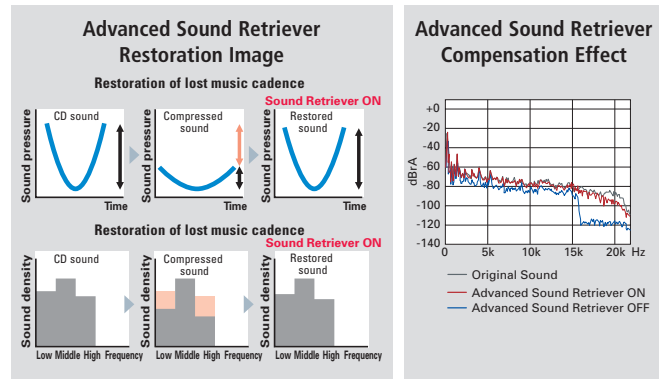 Advanced Sound Retriever
Restoration Image
Restoration of lost music cadence
Sound Retriever ON
Sound pressure
CD sound
Time
Sound pressure
Compressed
sound
Sound pressure
Restored
sound
Time
Restoration of lost music cadence
Sound Retriever ON
Sound density
CD sound
Low Middle High Frequency
Sound density
Compressed
sound
Low Middle High Frequency
Sound density
Restored
sound
Low Middle High Frequency
Advanced Sound Retriever
Compensation Effect
dBrA
+0
-20
-40
-60
-80
-100
-120
-140
0 5k 10k 15k 20k Hz
Original Sound
Advanced Sound Retriever ON
Advanced Sound Retriever OFF